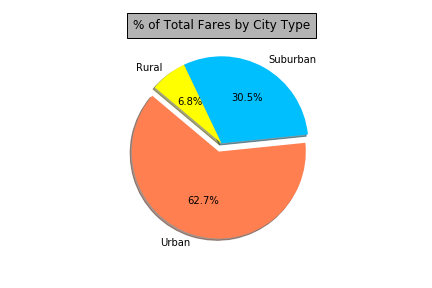 % of Total Fares by City Type
Suburban
Rural
30.5%
6.8%
62.7%
Urban